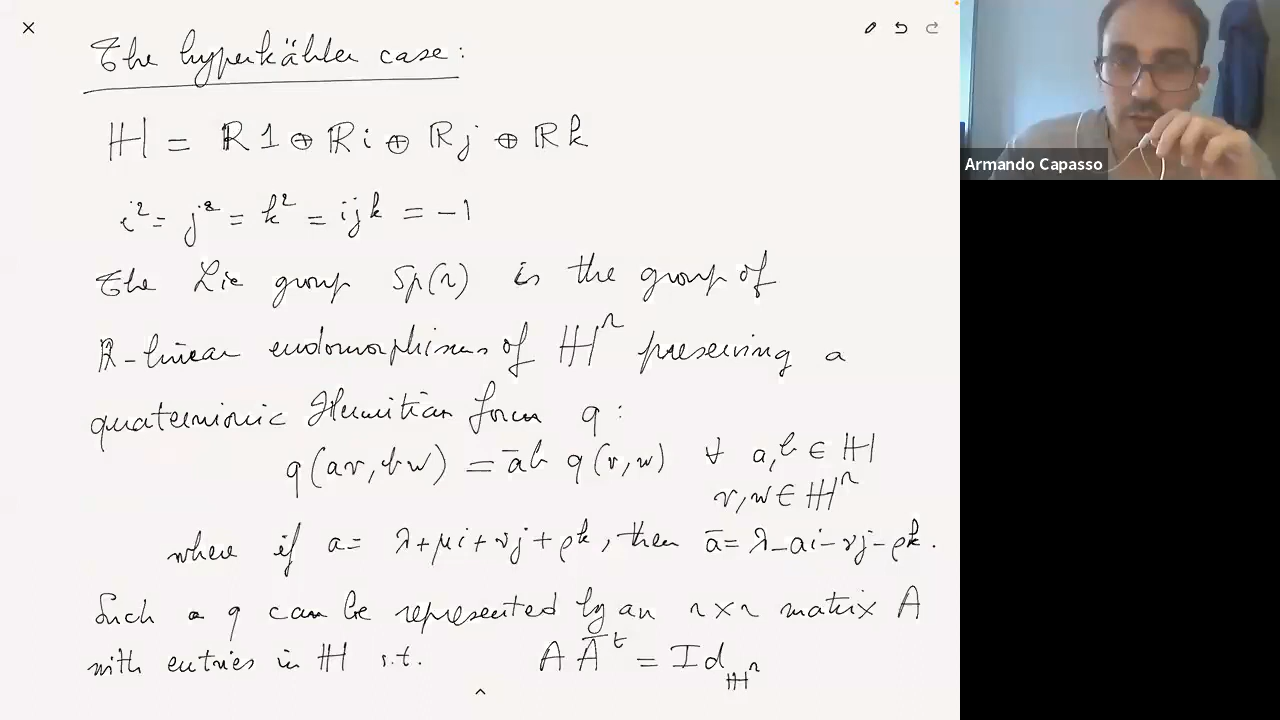 The hyperkähler case:
ℍ = ℝ1 ⊕ ℝi ⊕ ℝj ⊕ ℝk
i² = j² = k² = ijk = -1
The Lie group Sp(n) is the group of
ℝ-linear endomorphisms of ℍⁿ preserving a
quaternionic Hermitian form q:
q(av, bw) = āb q(v, w) ∀ a, b ∈ ℍ
v, w ∈ ℍⁿ
where if a = λ + μi + νj + ρk, then ā = λ - ai - νj - ρk.
Such a q can be represented by an n×n matrix A
with entries in ℍ s.t. A Āᵗ = Id_ℍⁿ
Armando Capasso